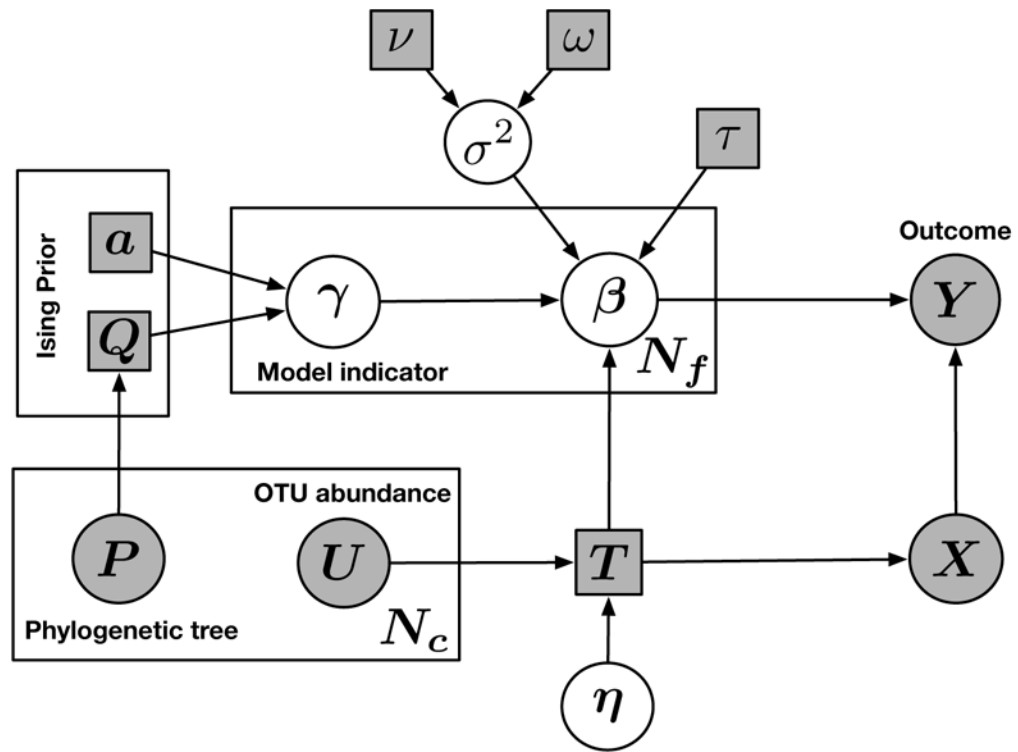 ν
ω
σ²
τ
Ising Prior
a
Q
γ
β
Model indicator
N_f
Outcome
Y
OTU abundance
P
U
Phylogenetic tree
N_c
T
X
η